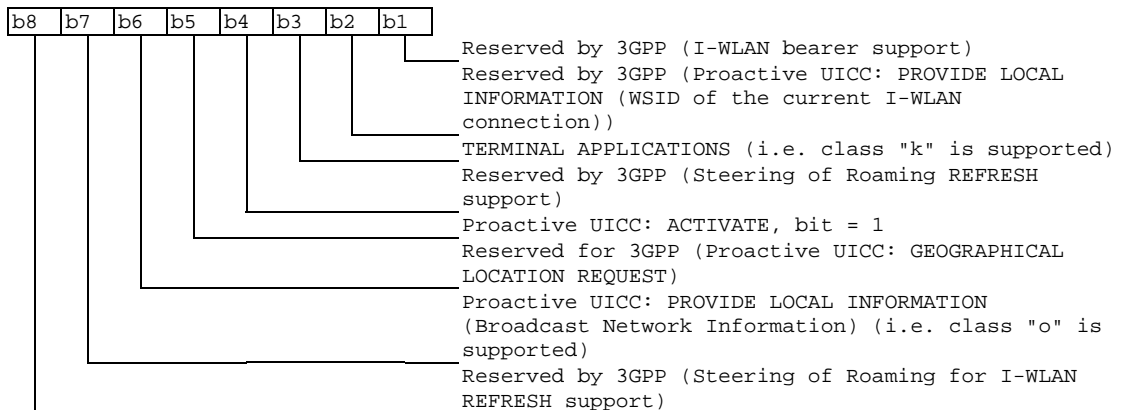 b8 b7 b6 b5 b4 b3 b2 b1
Reserved by 3GPP (I-WLAN bearer support)
Reserved by 3GPP (Proactive UICC: PROVIDE LOCAL
INFORMATION (WSID of the current I-WLAN
connection))
TERMINAL APPLICATIONS (i.e. class "k" is supported)
Reserved by 3GPP (Steering of Roaming REFRESH
support)
Proactive UICC: ACTIVATE, bit = 1
Reserved for 3GPP (Proactive UICC: GEOGRAPHICAL
LOCATION REQUEST)
Proactive UICC: PROVIDE LOCAL INFORMATION
(Broadcast Network Information) (i.e. class "o" is
supported)
Reserved by 3GPP (Steering of Roaming for I-WLAN
REFRESH support)